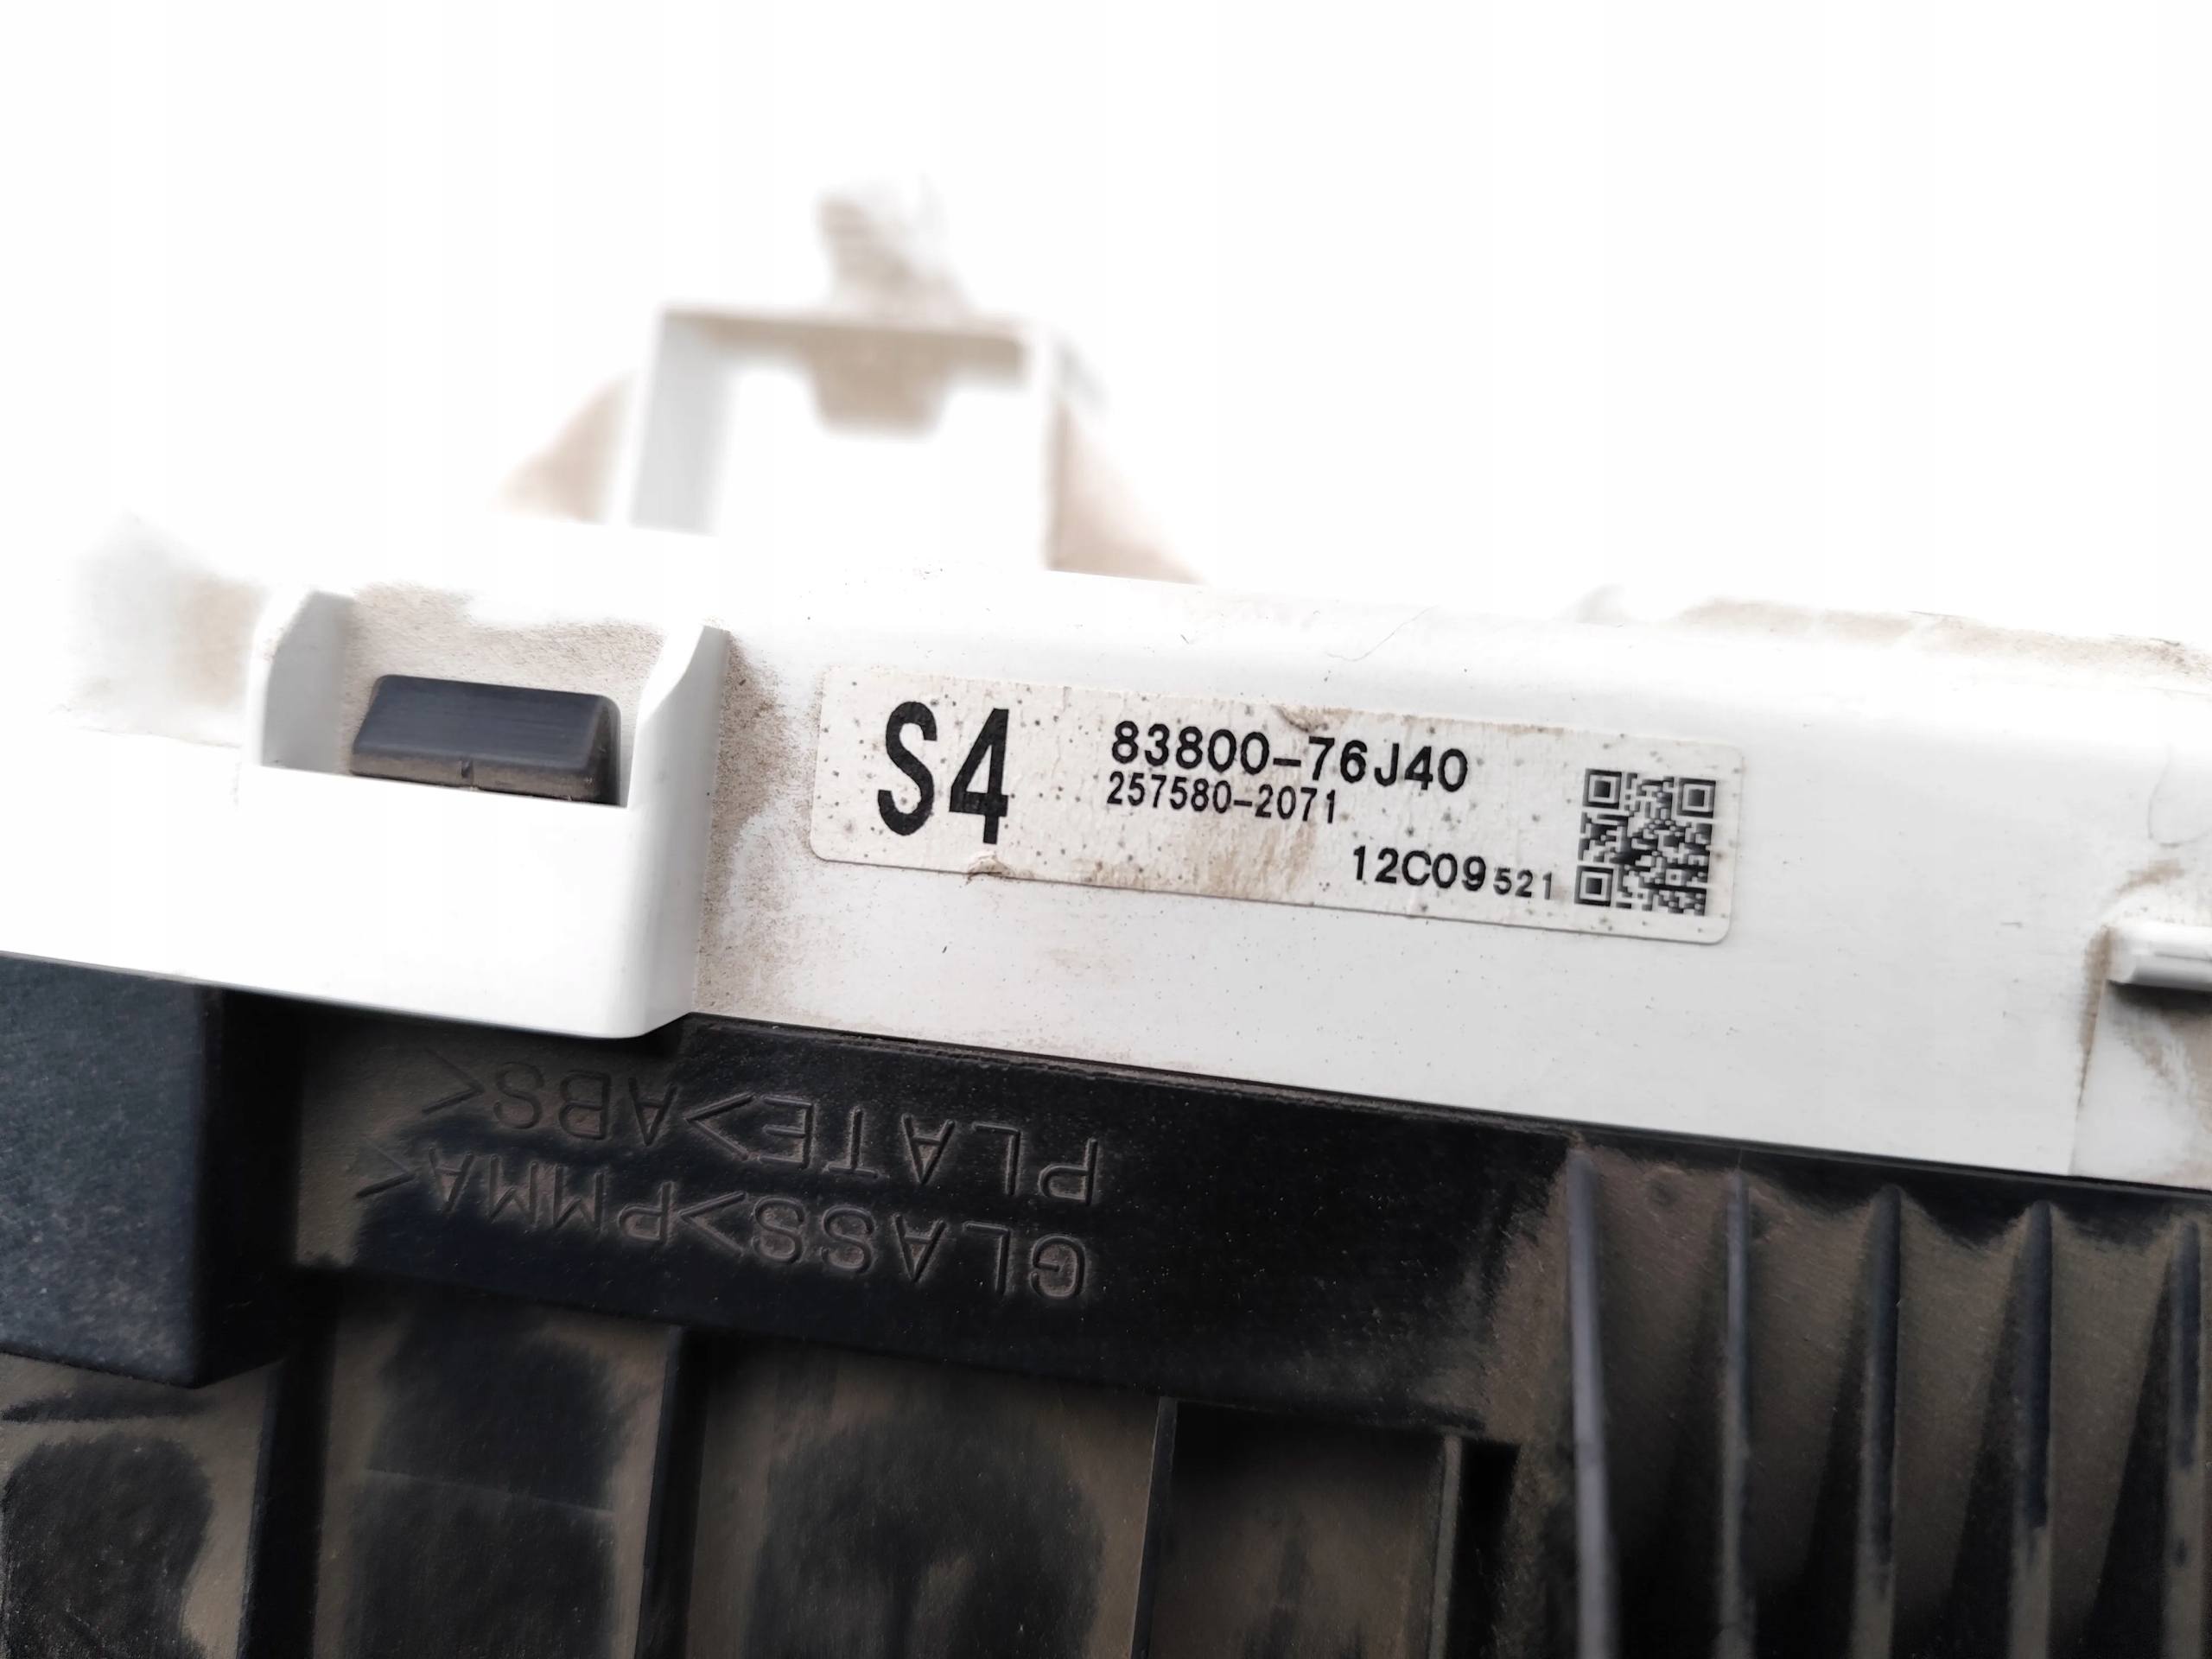 S4
83800-76J40
257580-2071
12C09521
GLASS>PMMA<
PLATE>ABS<